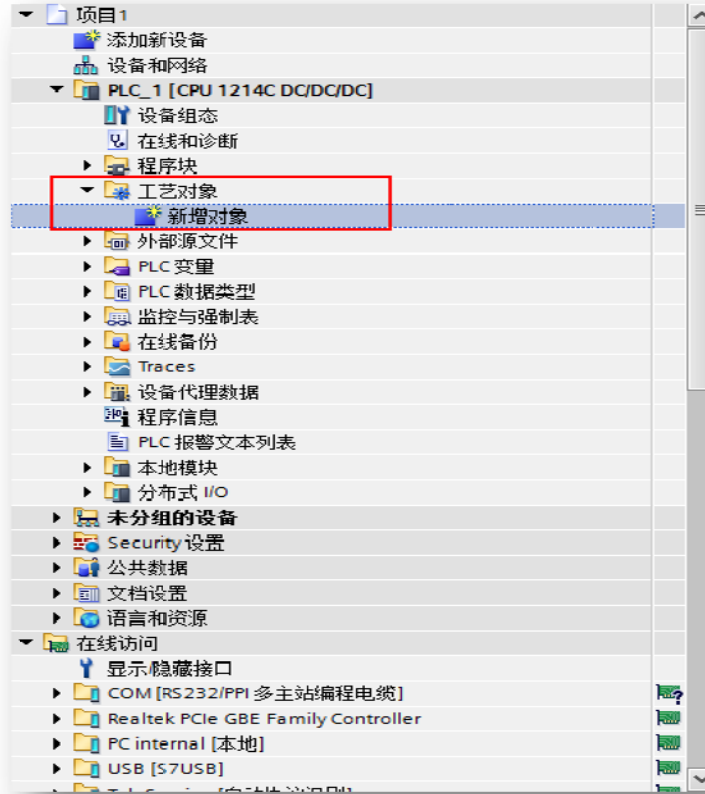 项目1
添加新设备
设备和网络
PLC_1 [CPU 1214C DC/DC/DC]
设备组态
在线和诊断
程序块
工艺对象
新增对象
外部源文件
PLC 变量
PLC 数据类型
监控与强制表
在线备份
Traces
设备代理数据
程序信息
PLC 报警文本列表
本地模块
分布式 I/O
未分组的设备
Security 设置
公共数据
文档设置
语言和资源
在线访问
显示/隐藏接口
COM [RS232/PPI 多主站编程电缆]
Realtek PCIe GBE Family Controller
PC internal [本地]
USB [S7USB]